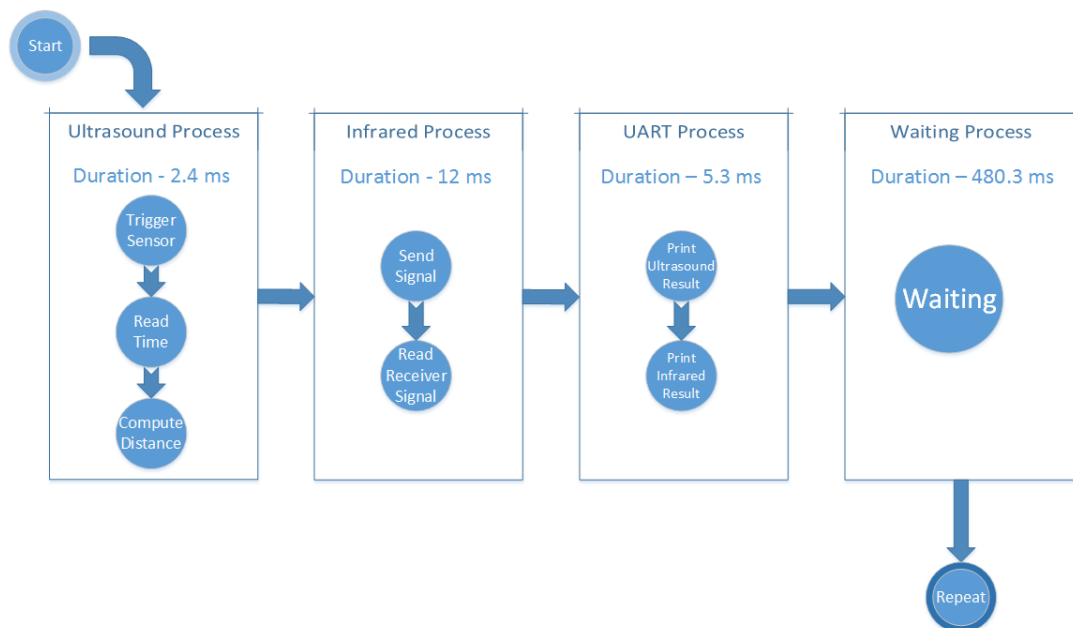 Start
Ultrasound Process
Duration - 2.4 ms
Trigger
Sensor
Read
Time
Compute
Distance
Infrared Process
Duration - 12 ms
Send
Signal
Read
Receiver
Signal
UART Process
Duration – 5.3 ms
Print
Ultrasound
Result
Print
Infrared
Result
Waiting Process
Duration – 480.3 ms
Waiting
Repeat